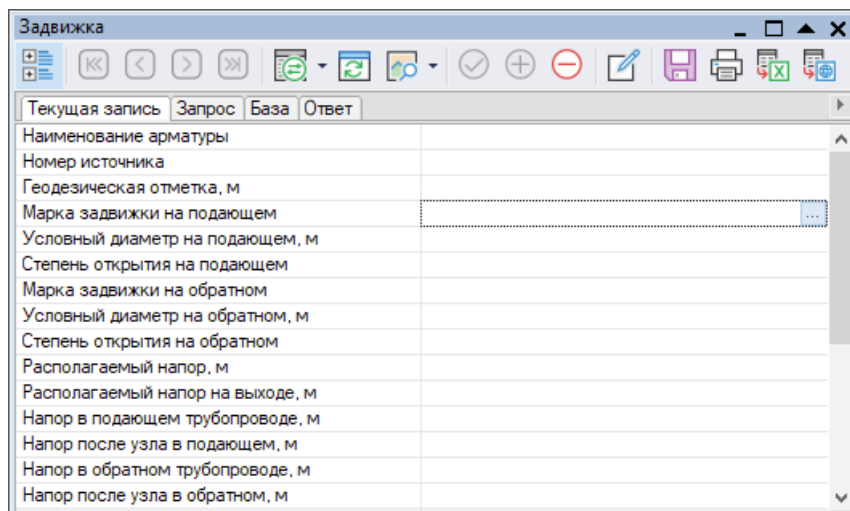 Задвижка
Текущая запись Запрос База Ответ
Наименование арматуры
Номер источника
Геодезическая отметка, м
Марка задвижки на подающем
...
Условный диаметр на подающем, м
Степень открытия на подающем
Марка задвижки на обратном
Условный диаметр на обратном, м
Степень открытия на обратном
Располагаемый напор, м
Располагаемый напор на выходе, м
Напор в подающем трубопроводе, м
Напор после узла в подающем, м
Напор в обратном трубопроводе, м
Напор после узла в обратном, м